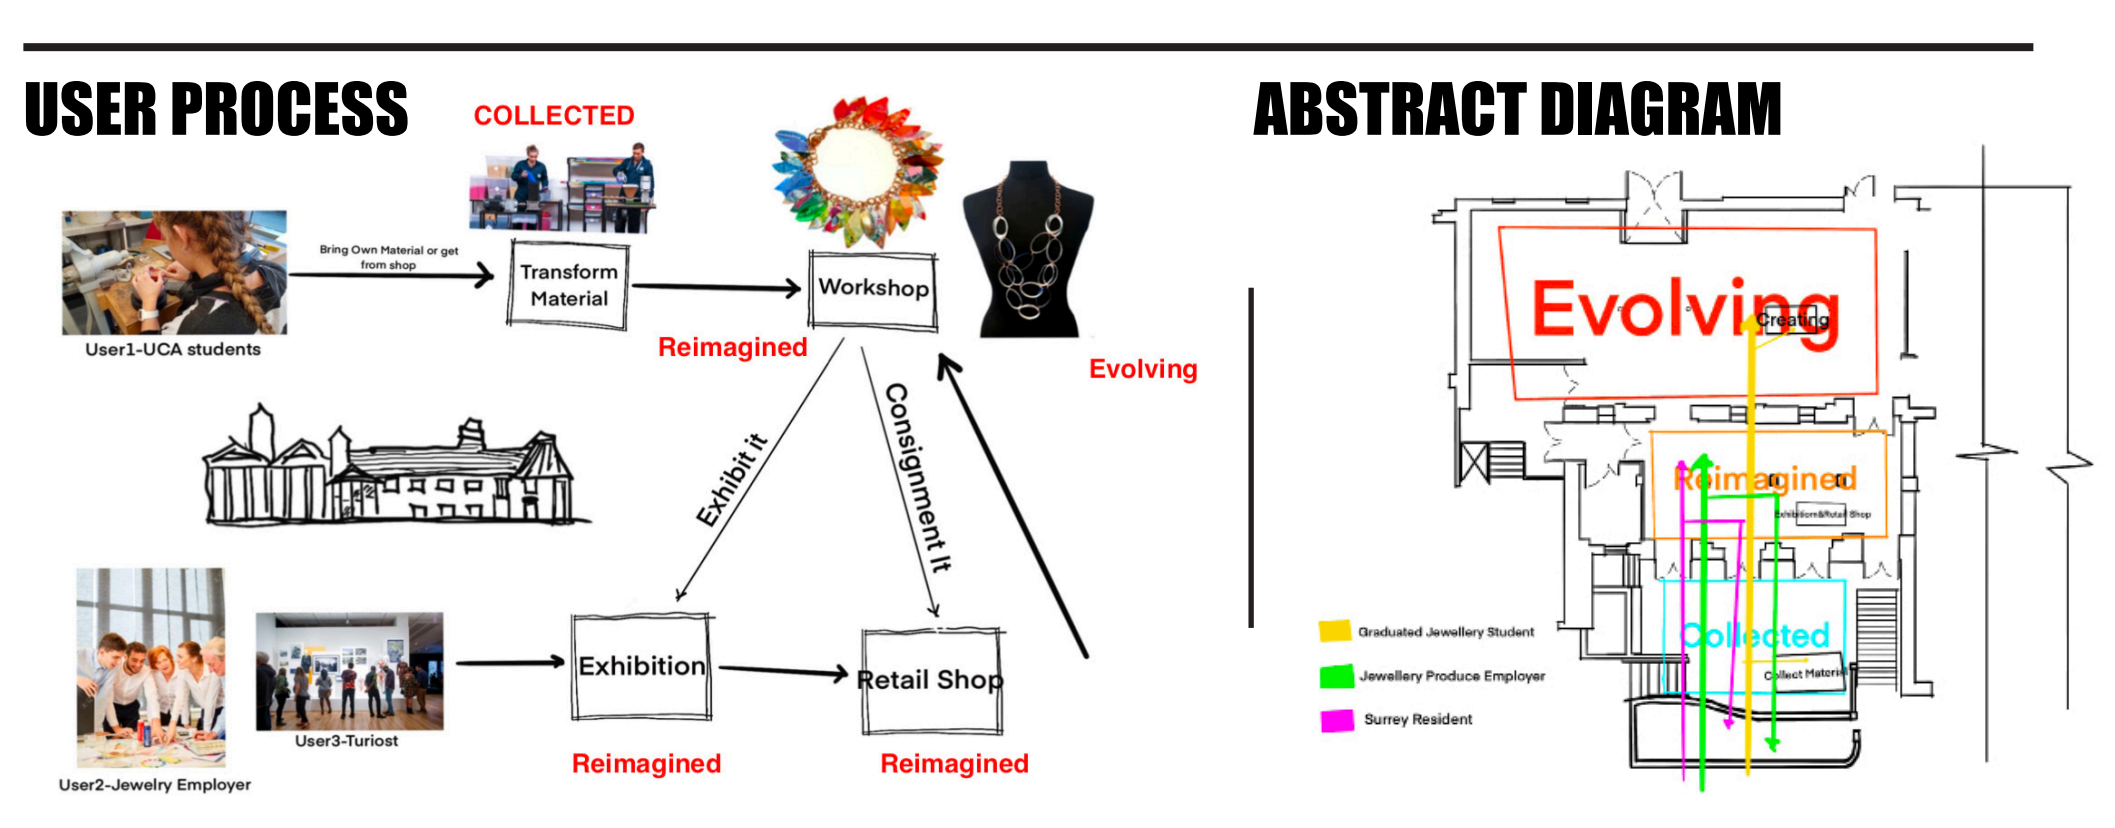 USER PROCESS
COLLECTED
Bring Own Material or get
from shop
Transform
Material
Workshop
User1-UCA students
Reimagined
Evolving
Exhibit it
Consignment It
Exhibition
Retail Shop
User3-Turiost
Reimagined
Reimagined
User2-Jewelry Employer
ABSTRACT DIAGRAM
Evolving
Creating
Reimagined
Exhibition&Retail Shop
Collected
Collect Material
Graduated Jewellery Student
Jewellery Produce Employer
Surrey Resident